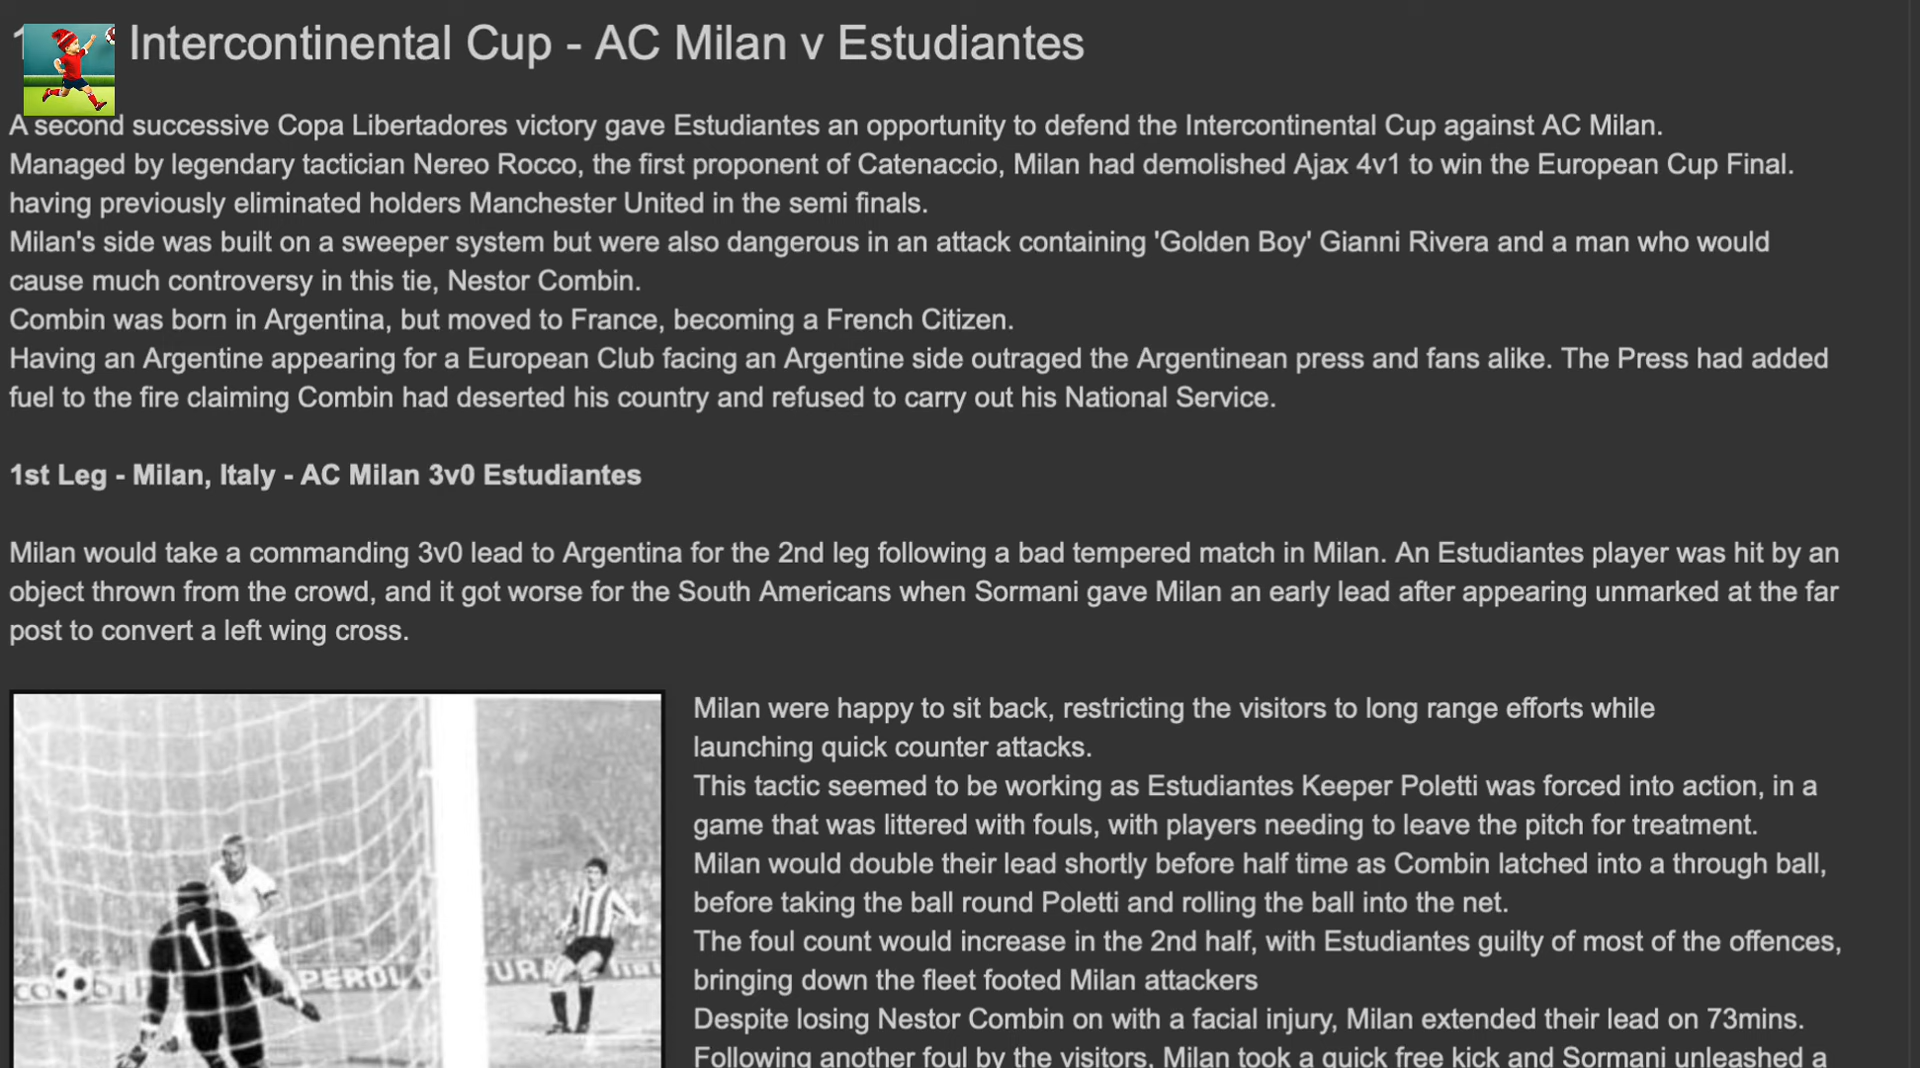 Intercontinental Cup - AC Milan v Estudiantes
A second successive Copa Libertadores victory gave Estudiantes an opportunity to defend the Intercontinental Cup against AC Milan.
Managed by legendary tactician Nereo Rocco, the first proponent of Catenaccio, Milan had demolished Ajax 4v1 to win the European Cup Final.
having previously eliminated holders Manchester United in the semi finals.
Milan's side was built on a sweeper system but were also dangerous in an attack containing 'Golden Boy' Gianni Rivera and a man who would
cause much controversy in this tie, Nestor Combin.
Combin was born in Argentina, but moved to France, becoming a French Citizen.
Having an Argentine appearing for a European Club facing an Argentine side outraged the Argentinean press and fans alike. The Press had added
fuel to the fire claiming Combin had deserted his country and refused to carry out his National Service.
1st Leg - Milan, Italy - AC Milan 3v0 Estudiantes
Milan would take a commanding 3v0 lead to Argentina for the 2nd leg following a bad tempered match in Milan. An Estudiantes player was hit by an
object thrown from the crowd, and it got worse for the South Americans when Sormani gave Milan an early lead after appearing unmarked at the far
post to convert a left wing cross.
Milan were happy to sit back, restricting the visitors to long range efforts while
launching quick counter attacks.
This tactic seemed to be working as Estudiantes Keeper Poletti was forced into action, in a
game that was littered with fouls, with players needing to leave the pitch for treatment.
Milan would double their lead shortly before half time as Combin latched into a through ball,
before taking the ball round Poletti and rolling the ball into the net.
The foul count would increase in the 2nd half, with Estudiantes guilty of most of the offences,
bringing down the fleet footed Milan attackers
Despite losing Nestor Combin on with a facial injury, Milan extended their lead on 73mins.
Following another foul by the visitors, Milan took a quick free kick and Sormani unleashed a
1